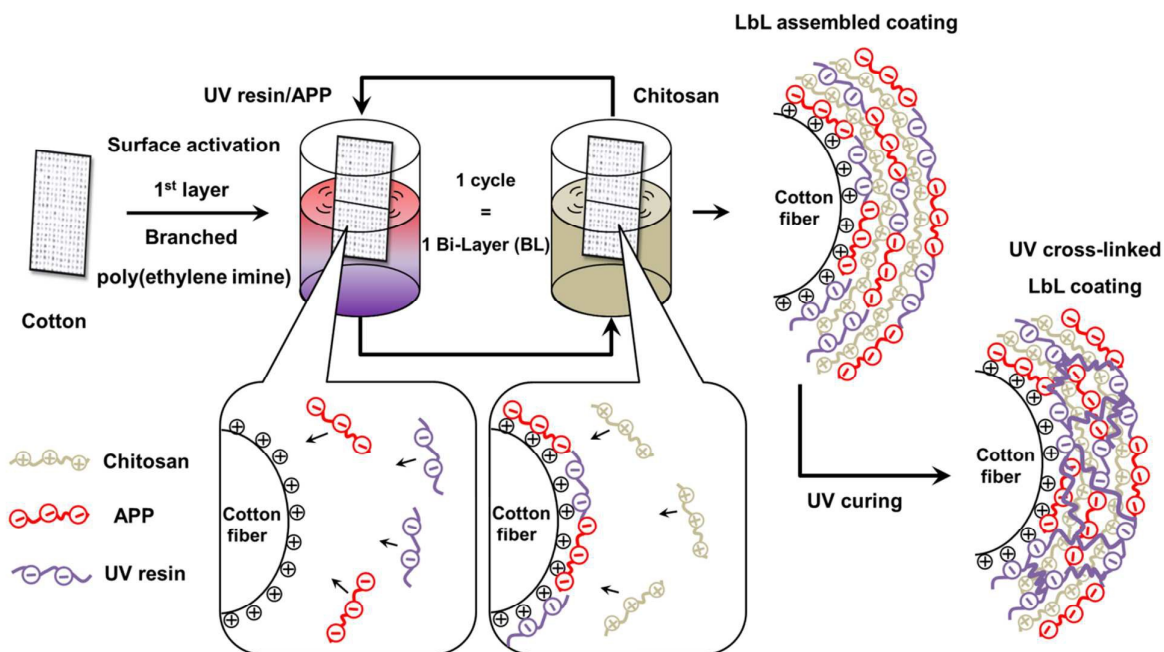 LbL assembled coating
UV resin/APP
Chitosan
Surface activation
1st layer
Branched
poly(ethylene imine)
Cotton
1 cycle
=
1 Bi-Layer (BL)
Cotton
fiber
UV cross-linked
LbL coating
Chitosan
APP
UV resin
Cotton
fiber
Cotton
fiber
UV curing
Cotton
fiber